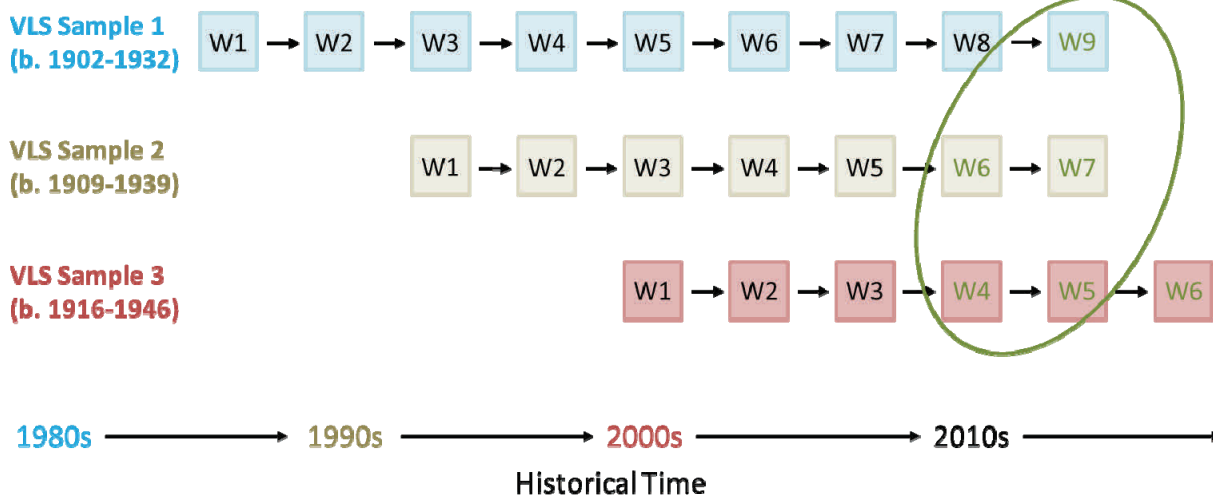 VLS Sample 1
(b. 1902-1932)
W1 W2 W3 W4 W5 W6 W7 W8 W9
VLS Sample 2
(b. 1909-1939)
W1 W2 W3 W4 W5 W6 W7
VLS Sample 3
(b. 1916-1946)
W1 W2 W3 W4 W5 W6
1980s 1990s 2000s 2010s
Historical Time